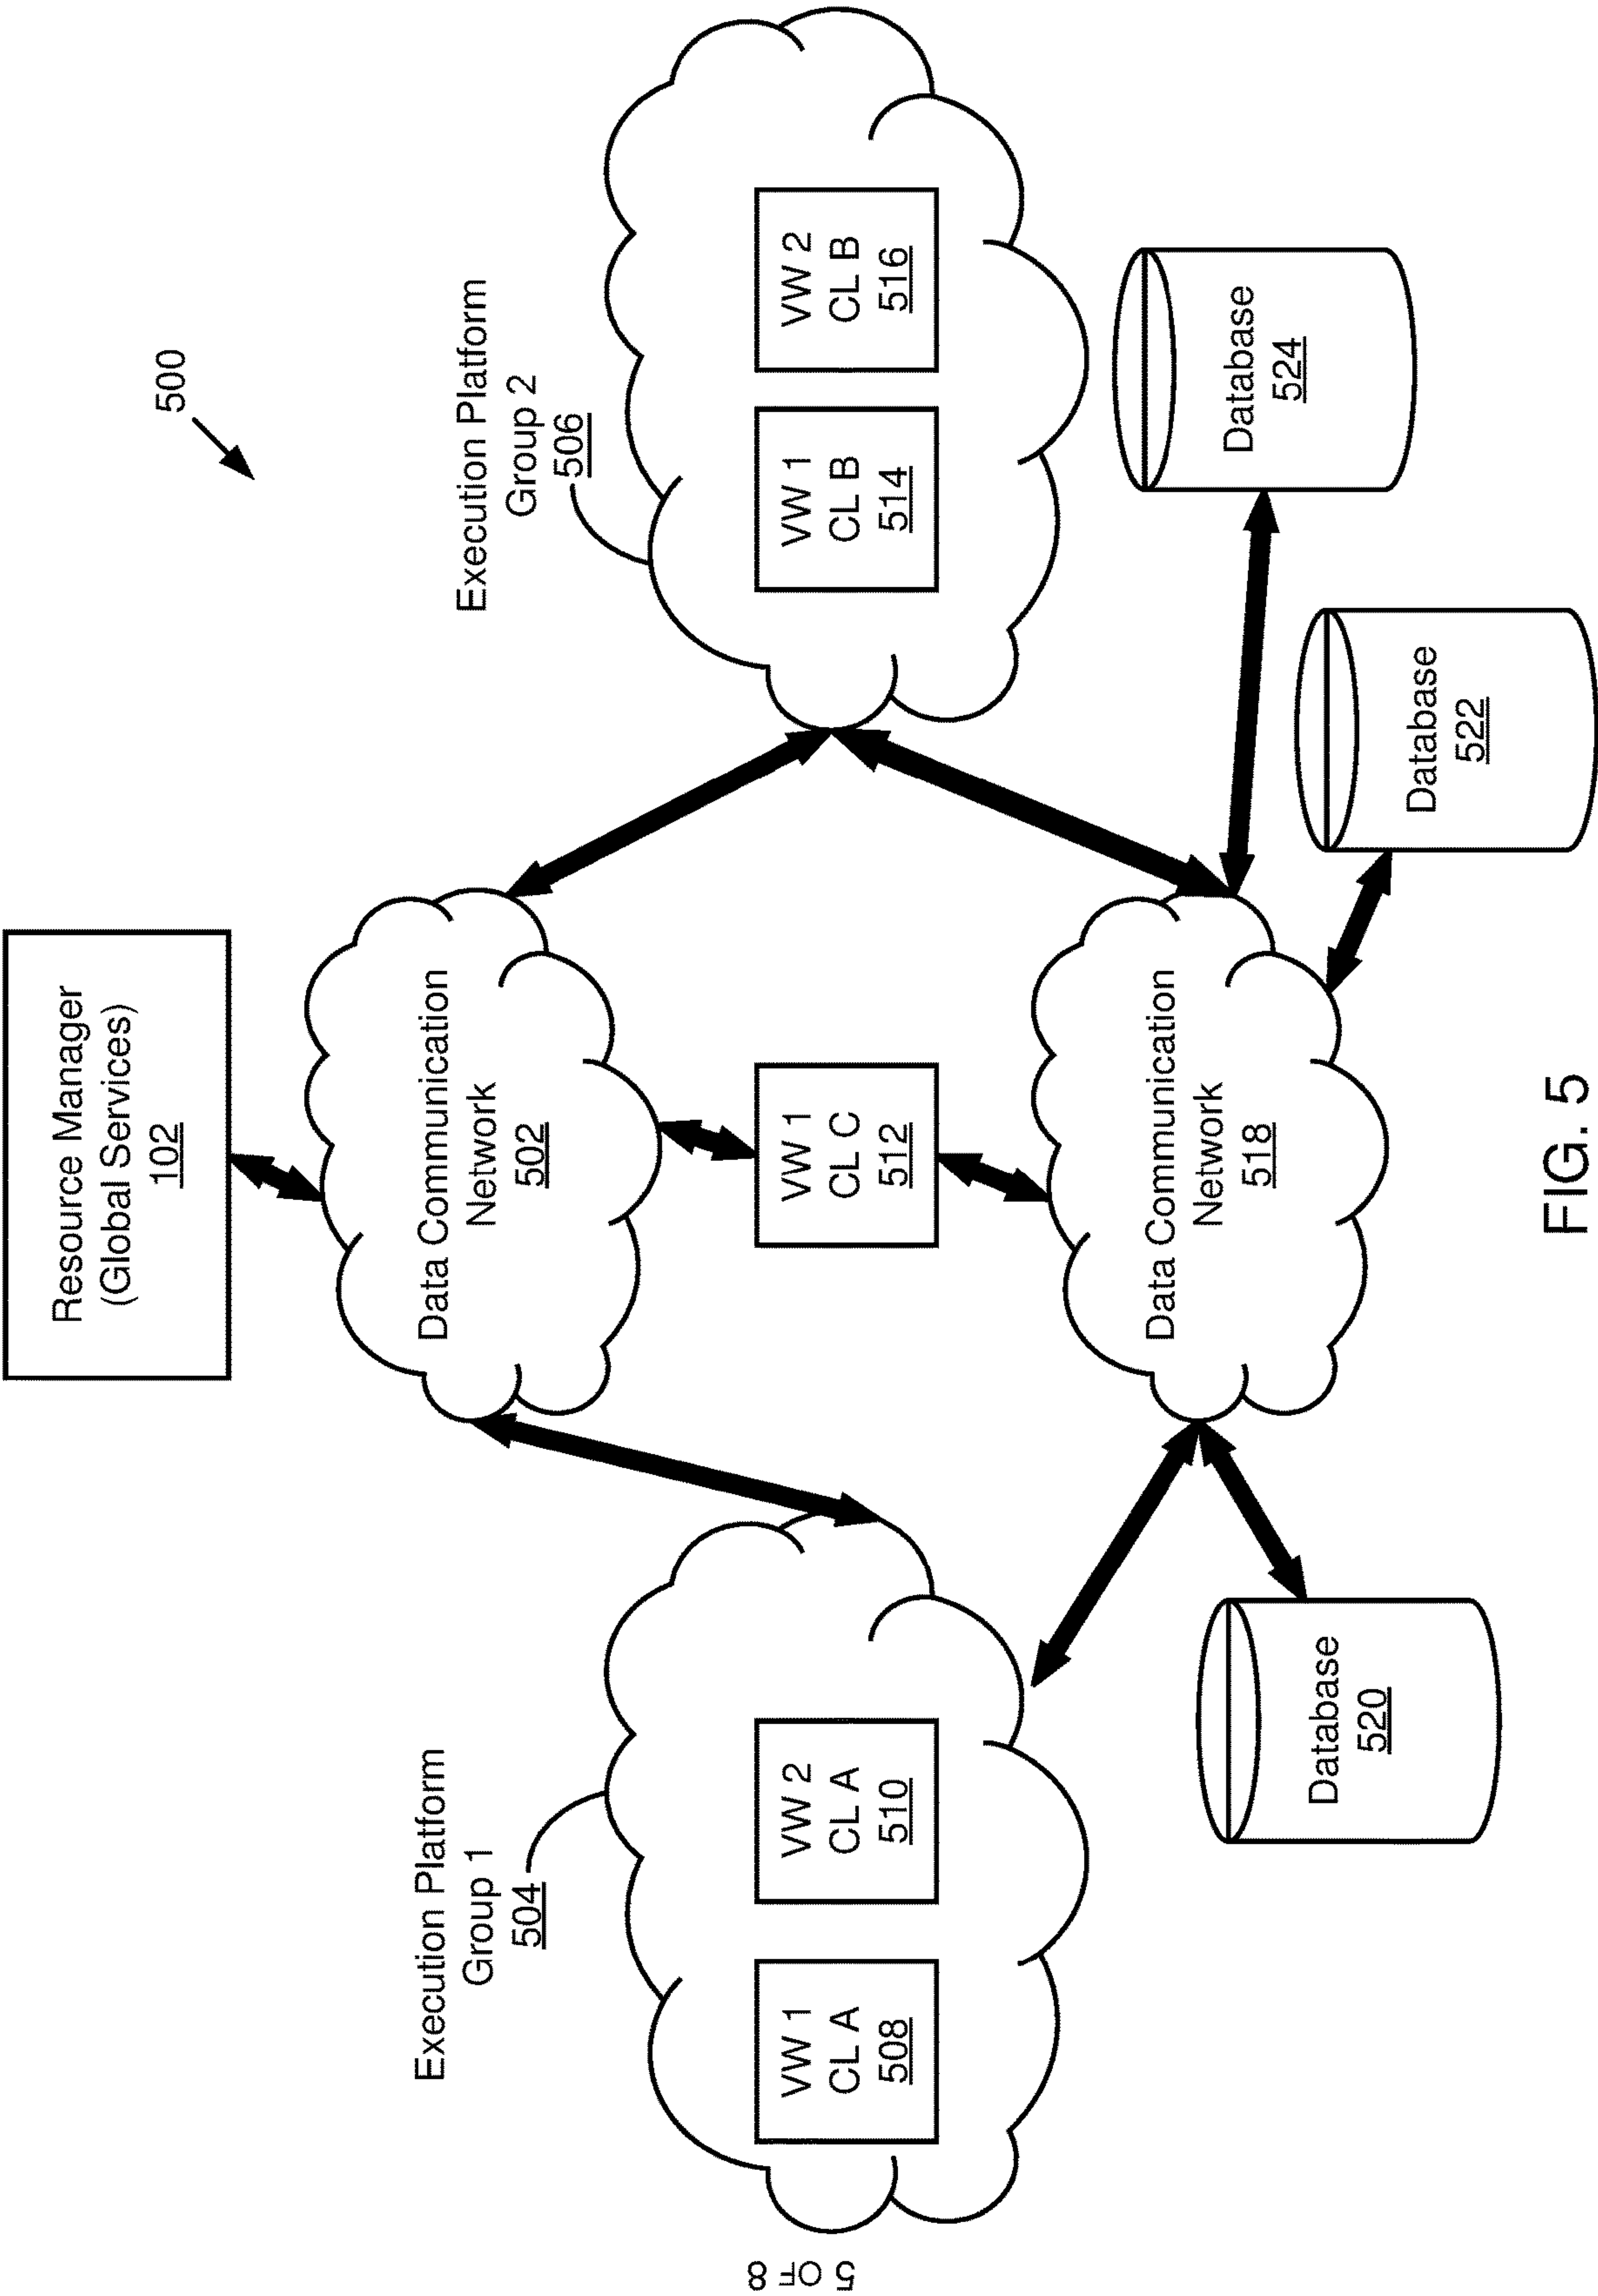 500
Resource Manager
(Global Services)
102
Data Communication
Network
502
Execution Platform
Group 1
504
VW 1
CL A
508
VW 2
CL A
510
VW 1
CL C
512
Execution Platform
Group 2
506
VW 1
CL B
514
VW 2
CL B
516
Data Communication
Network
518
Database
520
Database
522
Database
524
FIG. 5
5 OF 8